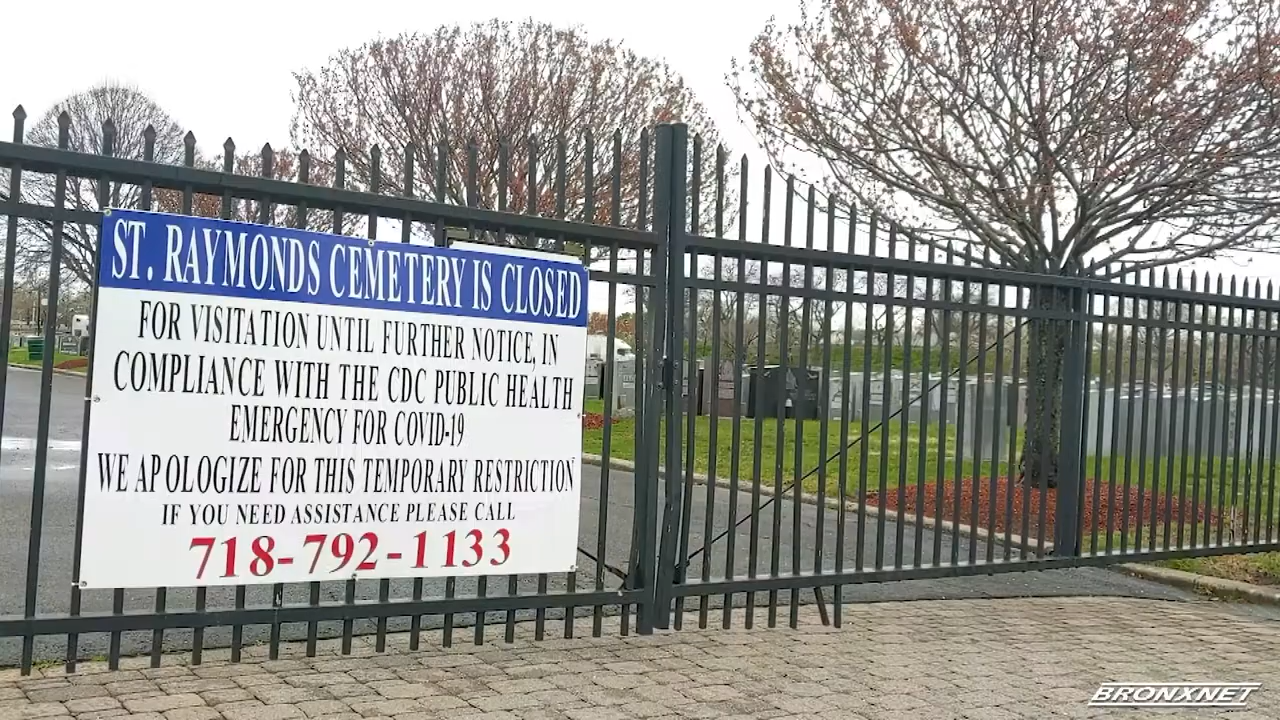 ST. RAYMONDS CEMETERY IS CLOSED
FOR VISITATION UNTIL FURTHER NOTICE, IN
COMPLIANCE WITH THE CDC PUBLIC HEALTH
EMERGENCY FOR COVID-19
WE APOLOGIZE FOR THIS TEMPORARY RESTRICTION
IF YOU NEED ASSISTANCE PLEASE CALL
718-792-1133
BRONXNET